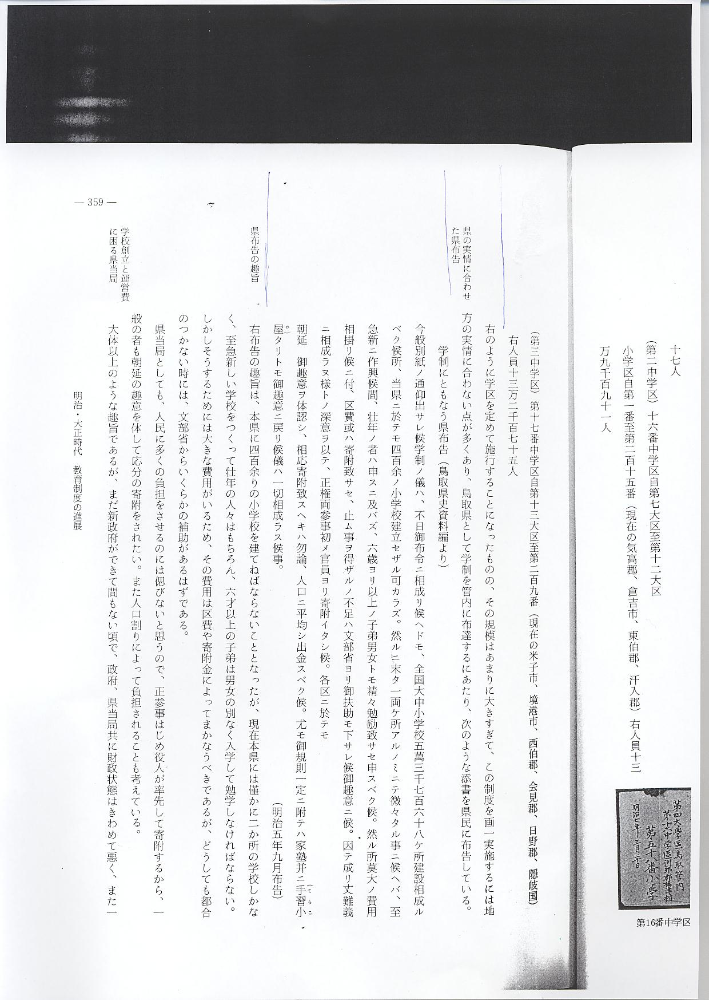 十七人
（第二中学区）十六番中学区自第七大区至第十二大区
小学区自第一番至第二百十五番（現在の気高郡、倉吉市、東伯郡、汗入郡）右人員十三
万九千百九十一人
第四大学區鳥取管内
第十六中学區河村郡橋津村
第五十八番小学
明治七年三月二十日
第16番中学区
（第三中学区）第十七番中学区自第十三大区至第二百九番（現在の米子市、境港市、西伯郡、会見郡、日野郡、隠岐国）
右人員十三万二千百七十五人
右のように学区を定めて施行することになったものの、その規模はあまりに大きすぎて、この制度を画一実施するには地
県の実情に合わせ
た県布告
方の実情に合わない点が多くあり、鳥取県として学制を管内に布達するにあたり、次のような添書を県民に布告している。
学制にともなう県布告（鳥取県史資料編より）
今般別紙ノ通仰出サレ候学制ノ儀ハ、不日御布令ニ相成リ候ヘドモ、全国大中小学校五萬三千七百六十八ケ所建設相成ル
ベク候所、当県ニ於テモ四百余ノ小学校建立セザル可カラズ。然ルニ末タ一両ケ所アルノミニテ微々タル事ニ候ヘバ、至
急新ニ作興候間、壮年ノ者ハ申スニ及バズ、六歳ヨリ以上ノ子弟男女トモ精々勉励致サセ申スベク候。然ル所莫大ノ費用
相掛リ候ニ付、区費或ハ寄附致サセ、止ム事ヲ得ザルノ不足ハ文部省ヨリ御扶助モ下サレ候御趣意ニ候。因テ成リ丈難義
ニ相成ラヌ様トノ深意ヲ以テ、正権両参事初メ官員ヨリ寄附イタシ候。各区ニ於テモ
朝延　御趣意ヲ体認シ、相応寄附致スヘキハ勿論、人口ニ平均シ出金スベク候。尤モ御規則一定ニ附テハ家塾并ニ手習小（てらこ
屋や）タリトモ御趣意ニ戻リ候儀ハ一切相成ラス候事。　（明治五年九月布告）
県布告の趣旨
右布告の趣旨は、本県に四百余りの小学校を建てねばならないこととなったが、現在本県には僅かに二か所の学校しかな
く、至急新しい学校をつくって壮年の人々はもちろん、六才以上の子弟は男女の別なく入学して勉学しなければならない。
しかしそうするためには大きな費用がいるため、その費用は区費や寄附金によってまかなうべきであるが、どうしても都合
のつかない時には、文部省からいくらかの補助があるはずである。
県当局としても、人民に多くの負担をさせるのには偲びないと思うので、正参事はじめ役人が率先して寄附するから、一
般の者も朝延の趣意を体して応分の寄附をされたい。また人口割りによって負担されることも考えている。
学校創立と運営費
に困る県当局
大体以上のような趣旨であるが、まだ新政府ができて間もない頃で、政府、県当局共に財政状態はきわめて悪く、また一
明治・大正時代　教育制度の進展
— 359 —